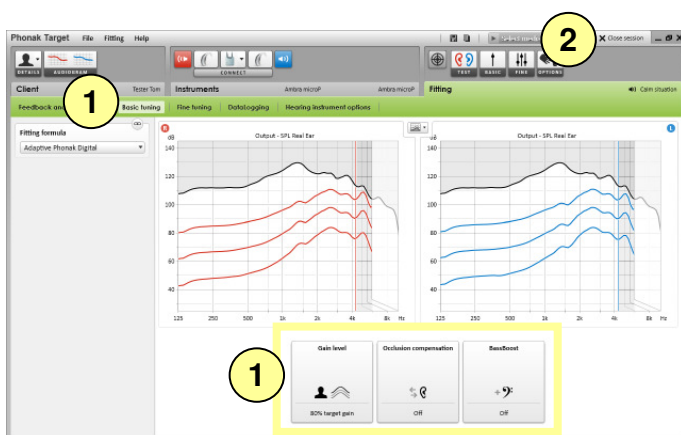 Phonak Target File Fitting Help
2
Close session
DETAILS AUDIOGRAM
CONNECT
TEST BASIC FINE OPTIONS
Client Tester Tom
Instruments Ambra microP Ambra microP
Fitting Calm situation
1
Feedback Basic tuning Fine tuning DataLogging Hearing instrument options
Fitting formula
Adaptive Phonak Digital
R
dB Output - SPL Real Ear
140
120
100
80
60
40
125 250 500 1k 2k 4k 8k Hz
L
dB Output - SPL Real Ear
140
120
100
80
60
40
125 250 500 1k 2k 4k 8k Hz
1
Gain level
80% target gain
Occlusion compensation
Off
BassBoost
Off